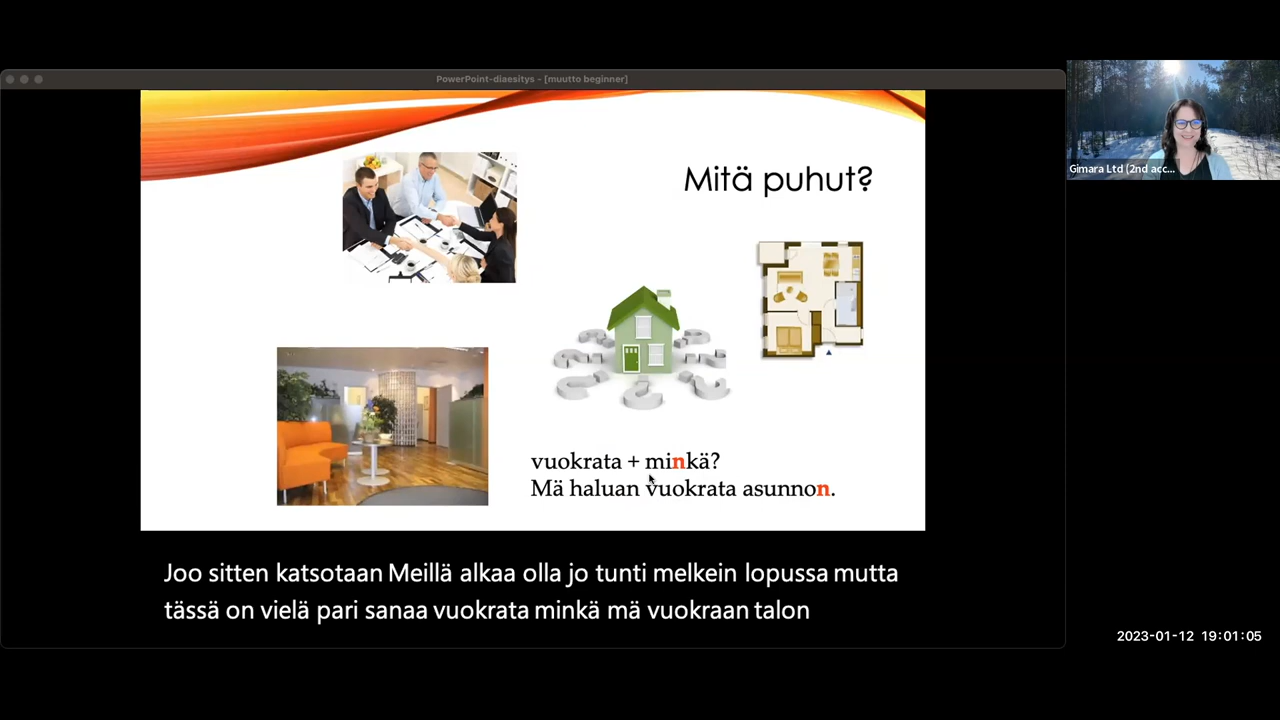 PowerPoint-diaesitys - [muutto beginner]
Gimara Ltd (2nd acc...
Mitä puhut?
vuokrata + minkä?
Mä haluan vuokrata asunnon.
Joo sitten katsotaan Meillä alkaa olla jo tunti melkein lopussa mutta
tässä on vielä pari sanaa vuokrata minkä mä vuokraan talon
2023-01-12 19:01:05